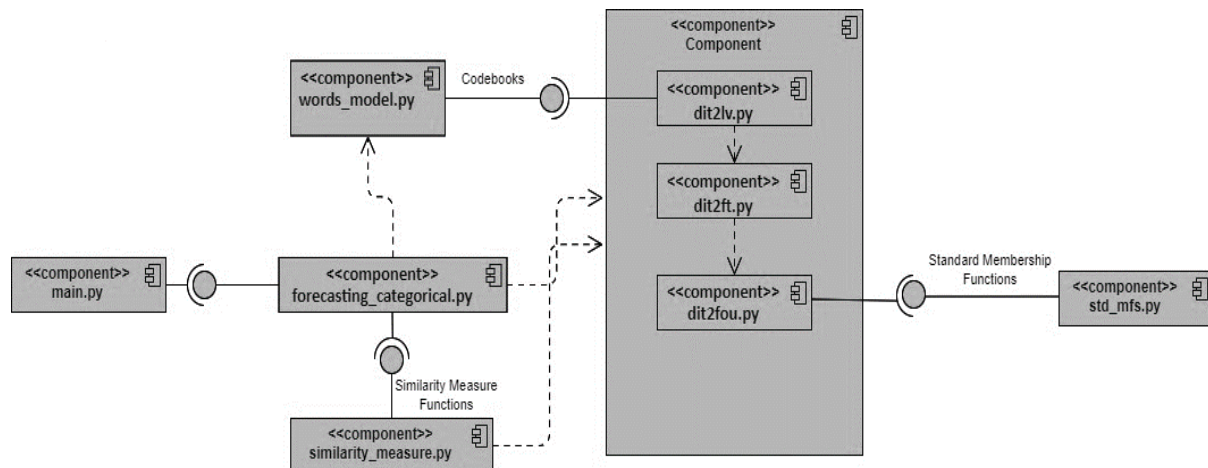 <<component>>
Component
<<component>>
words_model.py
Codebooks
<<component>>
dit2lv.py
<<component>>
dit2ft.py
<<component>>
main.py
<<component>>
forecasting_categorical.py
<<component>>
dit2fou.py
Standard Membership
Functions
<<component>>
std_mfs.py
Similarity Measure
Functions
<<component>>
similarity_measure.py